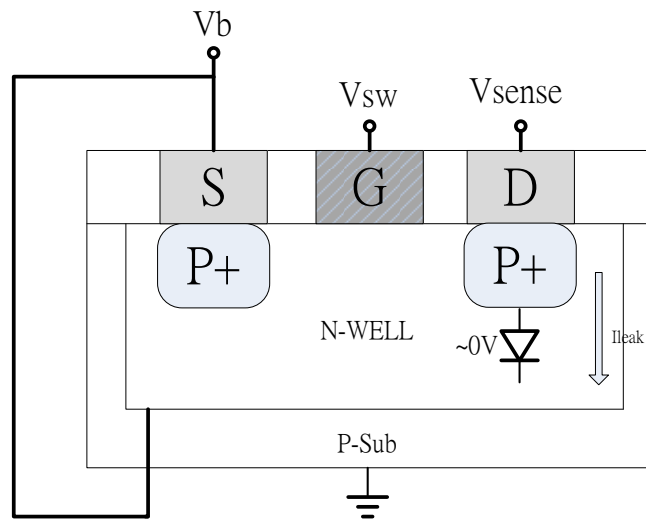 Vb
Vsw
Vsense
S
G
D
P+
P+
N-WELL
~0V
Ileak
P-Sub